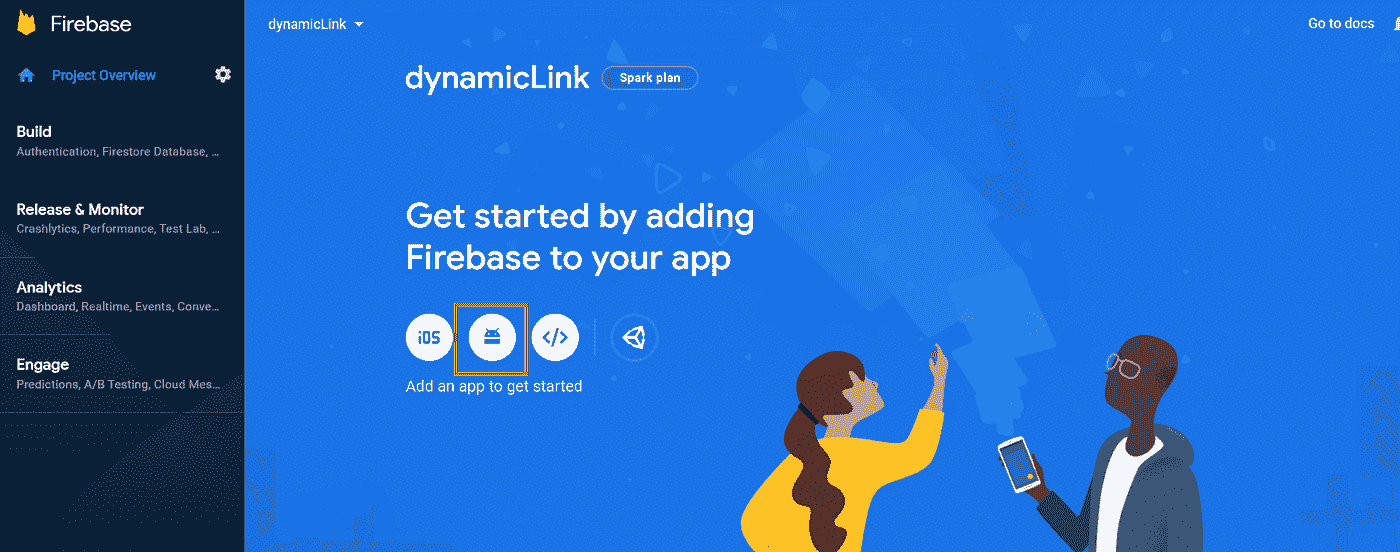 Firebase
Project Overview
Build
Authentication, Firestore Database, ...
Release & Monitor
Crashlytics, Performance, Test Lab, ...
Analytics
Dashboard, Realtime, Events, Conve...
Engage
Predictions, A/B Testing, Cloud Mes...
dynamicLink
Go to docs
dynamicLink Spark plan
Get started by adding
Firebase to your app
iOS </>
Add an app to get started